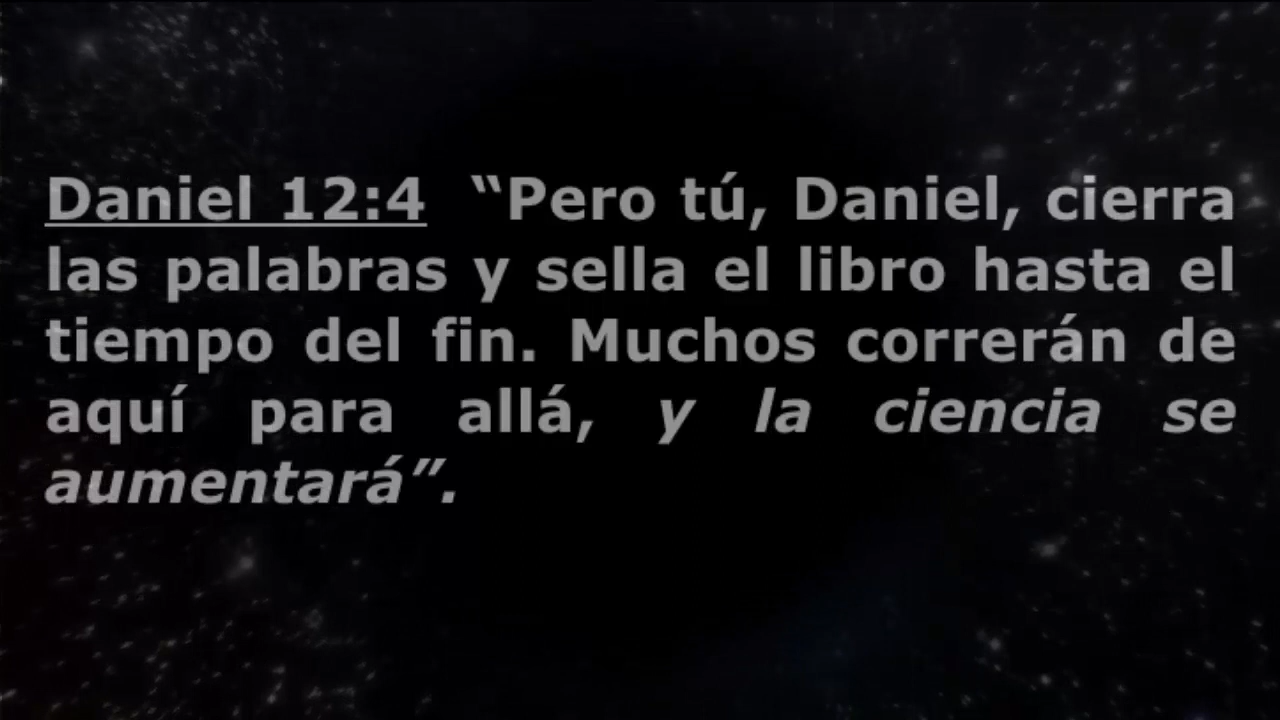 Daniel 12:4 “Pero tú, Daniel, cierra
las palabras y sella el libro hasta el
tiempo del fin. Muchos correrán de
aquí para allá, y la ciencia se
aumentará”.